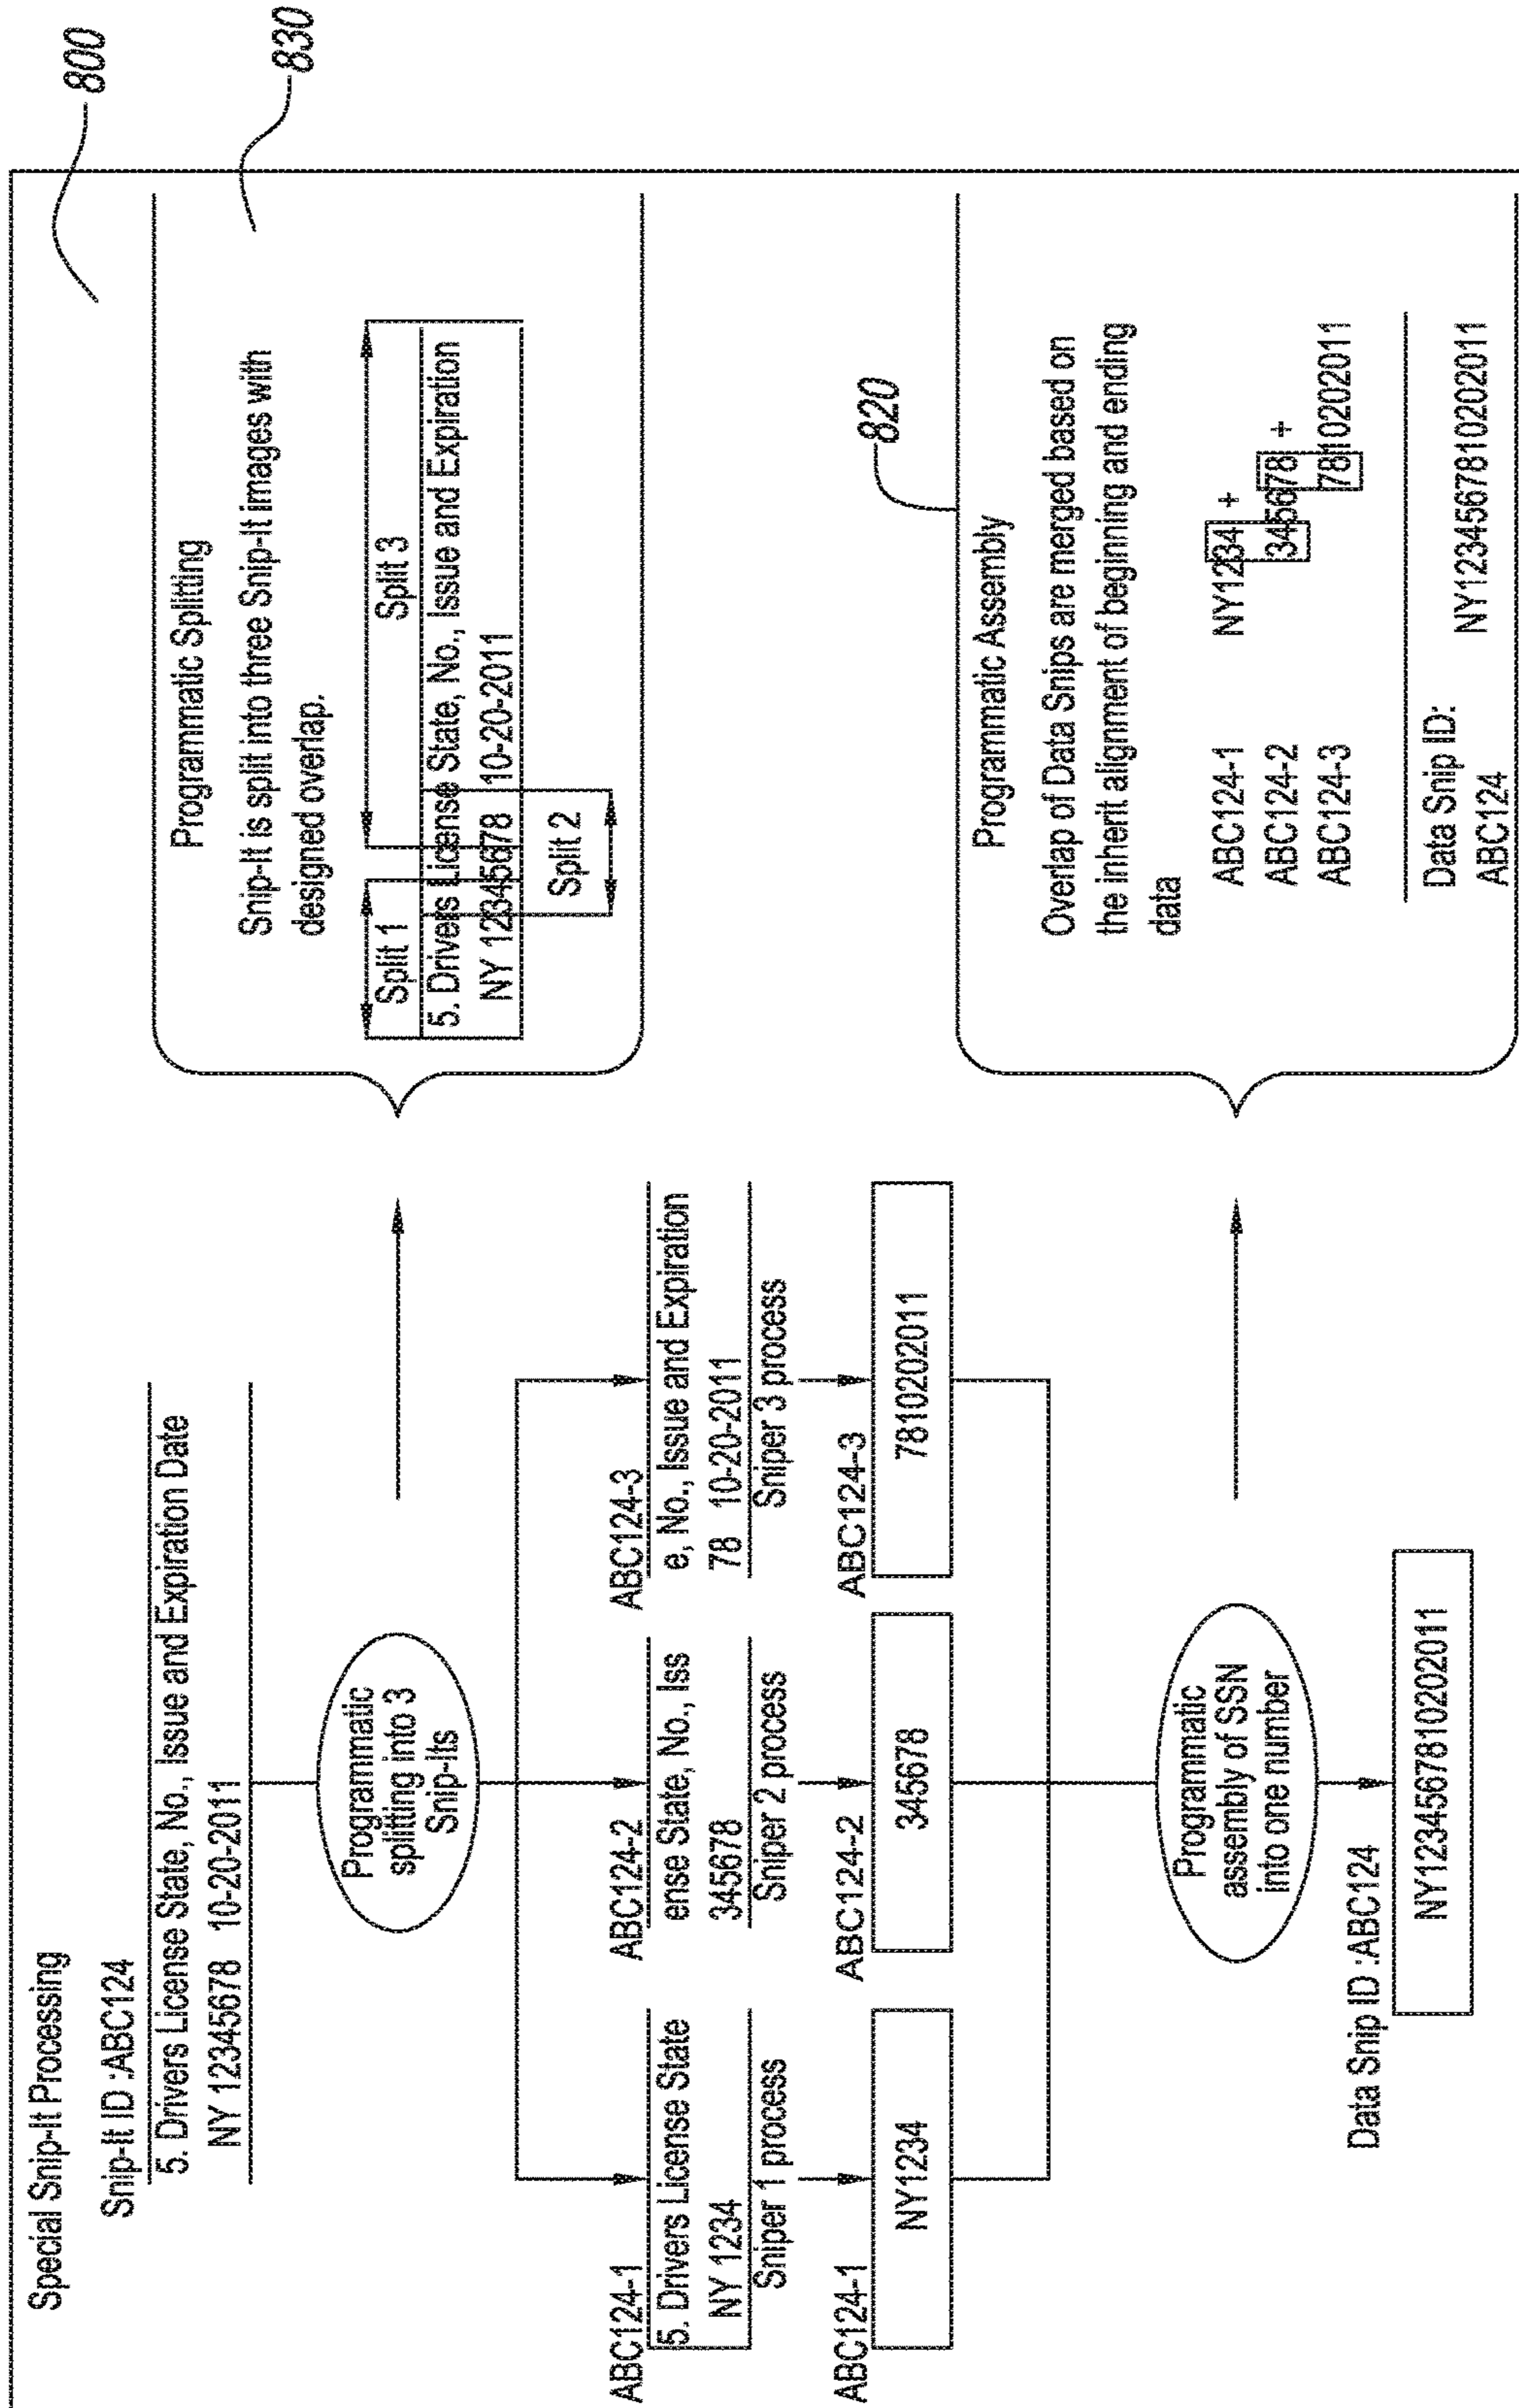 800
830
Special Snip-It Processing
Snip-It ID :ABC124
5. Drivers License State, No., Issue and Expiration Date
NY 12345678 10-20-2011
Programmatic
splitting into 3
Snip-Its
ABC124-1
5. Drivers License State
NY 1234
Sniper 1 process
ABC124-2
ense State, No., Iss
345678
Sniper 2 process
ABC124-3
e, No., Issue and Expiration
78 10-20-2011
Sniper 3 process
ABC124-1
NY1234
ABC124-2
345678
ABC124-3
781020​2011
Programmatic
assembly of SSN
into one number
Data Snip ID :ABC124
NY1234567810202011
Programmatic Splitting
Snip-It is split into three Snip-It images with
designed overlap.
Split 1
Split 3
5. Drivers License State, No., Issue and Expiration
NY 12345678 10-20-2011
Split 2
820
Programmatic Assembly
Overlap of Data Snips are merged based on
the inherit alignment of beginning and ending
data
ABC124-1 NY1234 +
ABC124-2 345678 +
ABC124-3 7810202011
Data Snip ID:
ABC124 NY1234567810202011